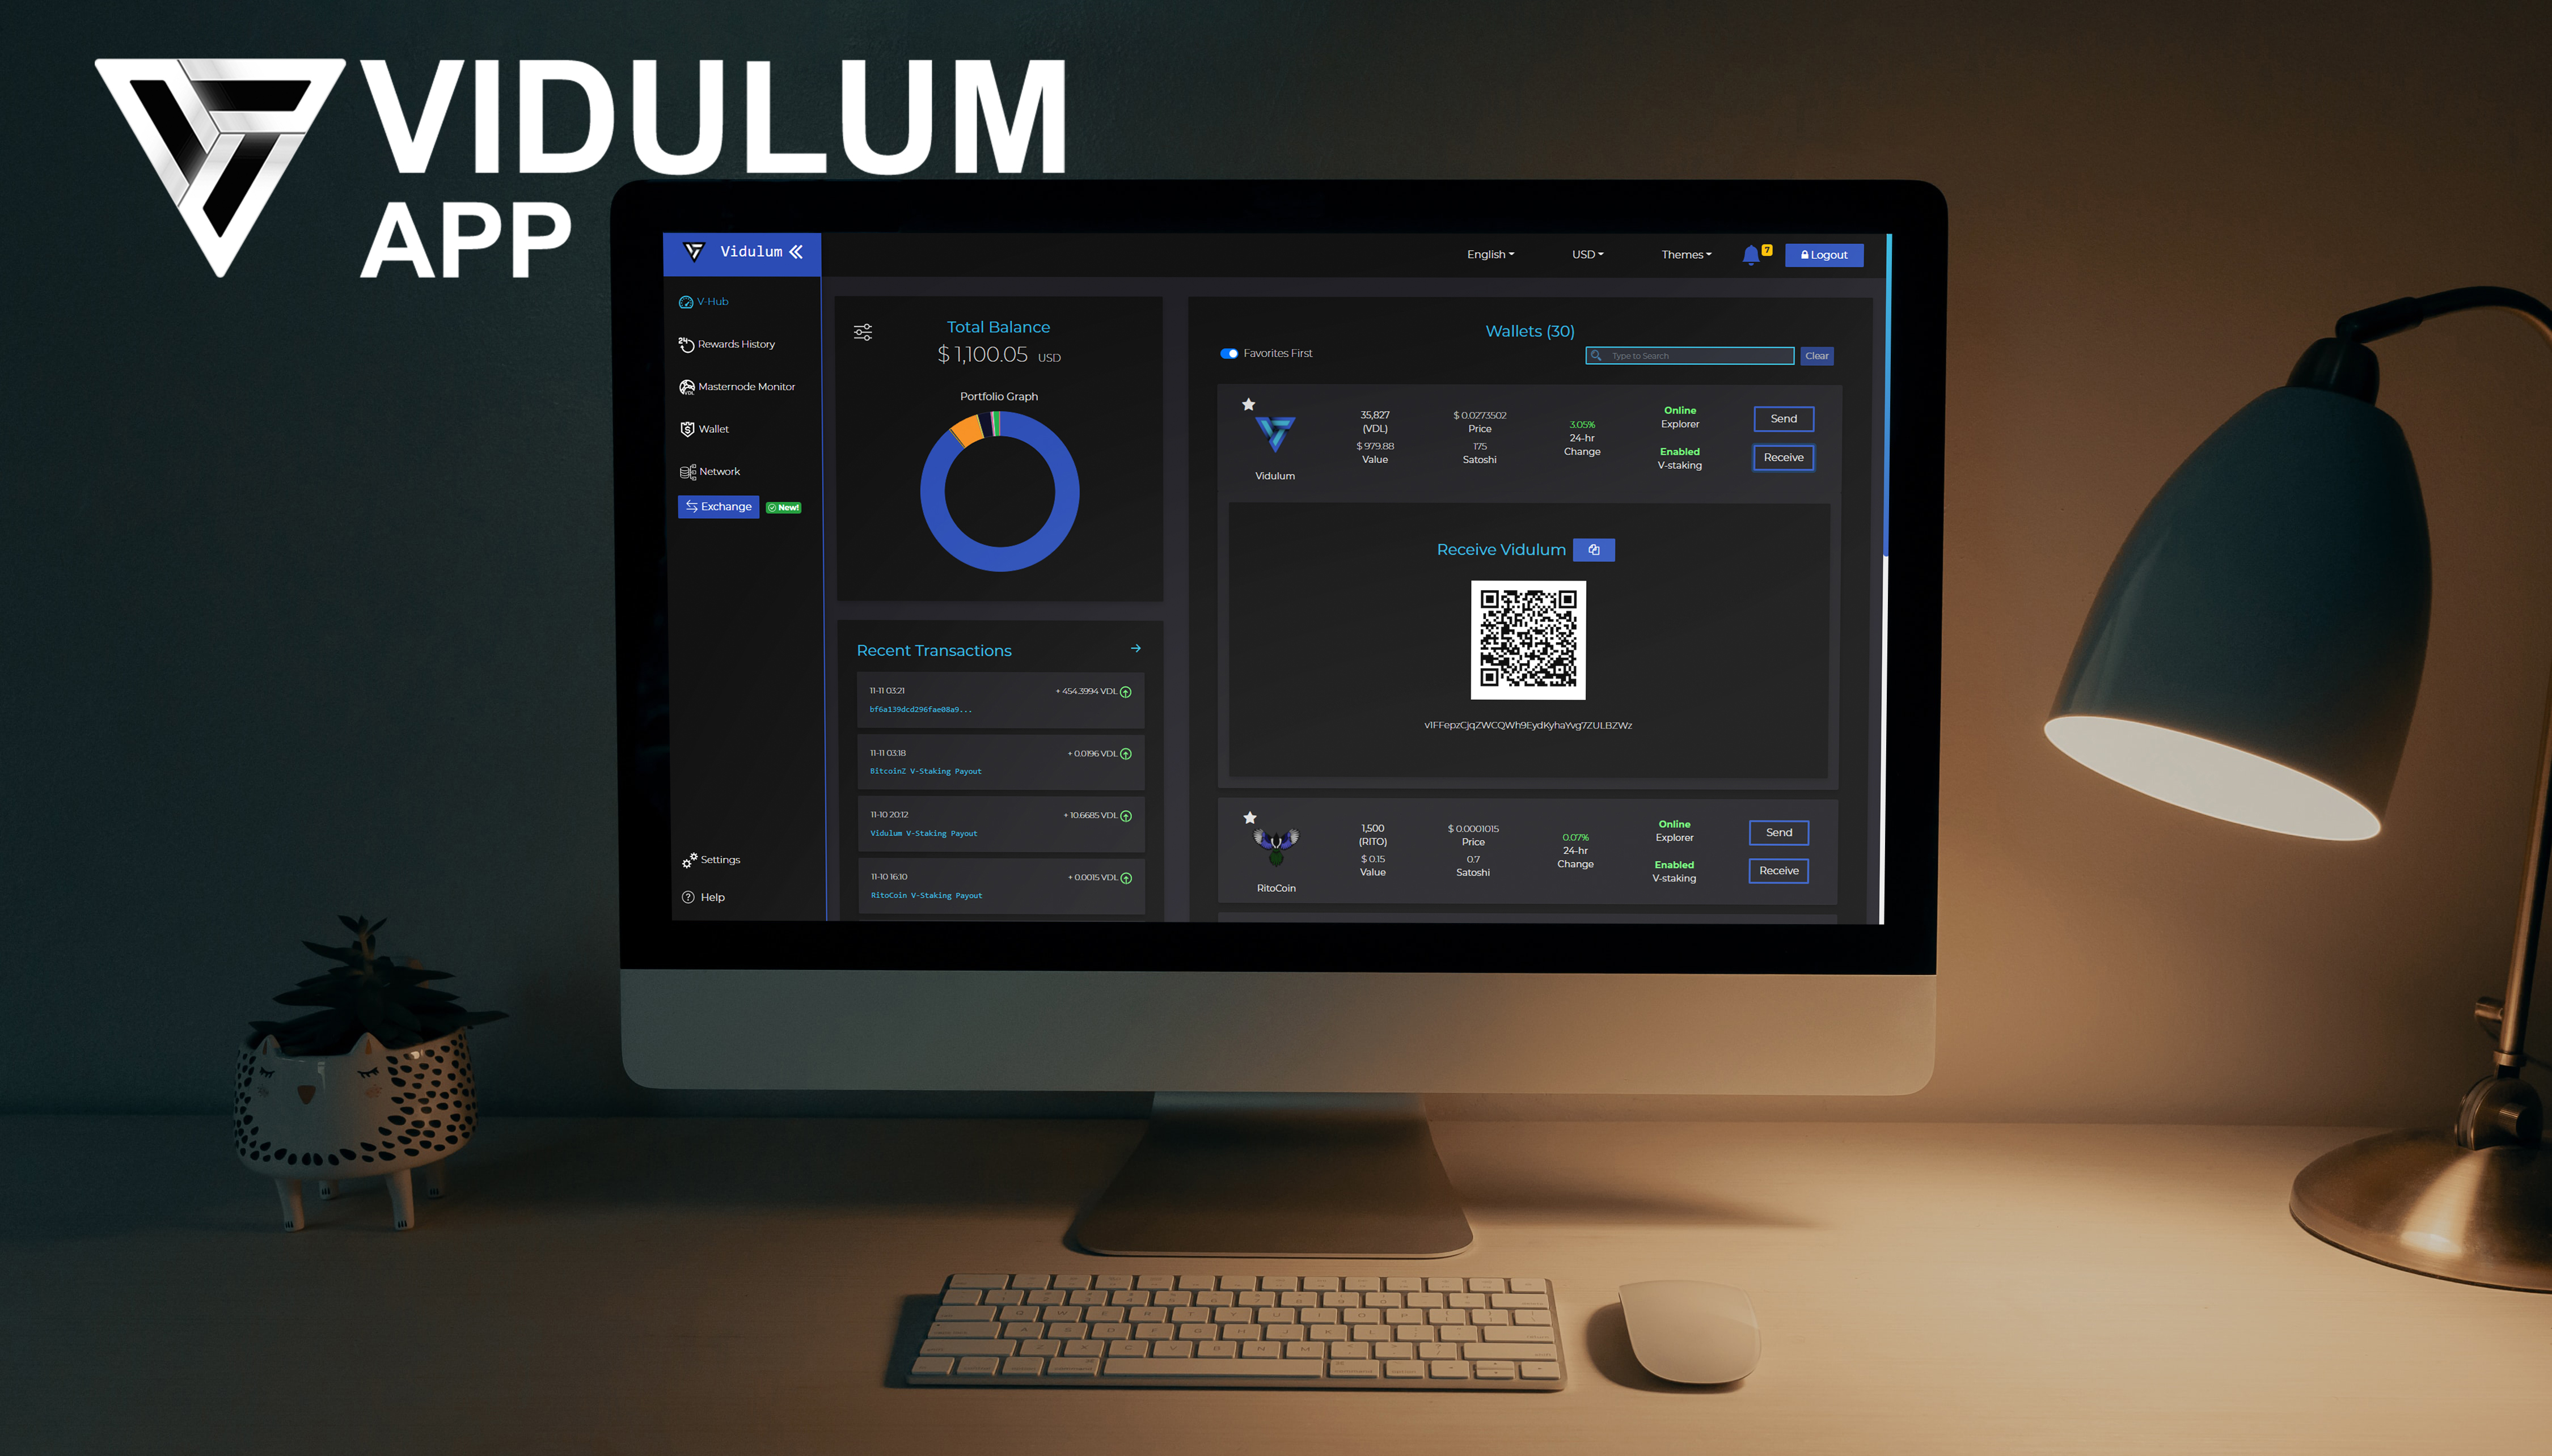 VIDULUM
APP
Vidulum
English
USD
Themes
7
Logout
V-Hub
Rewards History
Masternode Monitor
Wallet
Network
Exchange
New!
Settings
Help
Total Balance
$ 1,100.05 USD
Portfolio Graph
Recent Transactions
11-11 03:21
+ 454.3994 VDL
bf6a139dcd296fae08a9...
11-11 03:18
+ 0.0196 VDL
BitcoinZ V-Staking Payout
11-10 20:12
+ 10.6685 VDL
Vidulum V-Staking Payout
11-10 16:10
+ 0.0015 VDL
RitoCoin V-Staking Payout
Wallets (30)
Favorites First
Type to Search
Clear
Vidulum
35,827
(VDL)
$ 979.88
Value
$ 0.0273502
Price
175
Satoshi
3.05%
24-hr
Change
Online
Explorer
Enabled
V-staking
Send
Receive
Receive Vidulum
v1FFepzCjqZWCQWh9EydKyhaYvg7ZULBZWz
RitoCoin
1,500
(RITO)
$ 0.15
Value
$ 0.0001015
Price
0.7
Satoshi
0.07%
24-hr
Change
Online
Explorer
Enabled
V-staking
Send
Receive